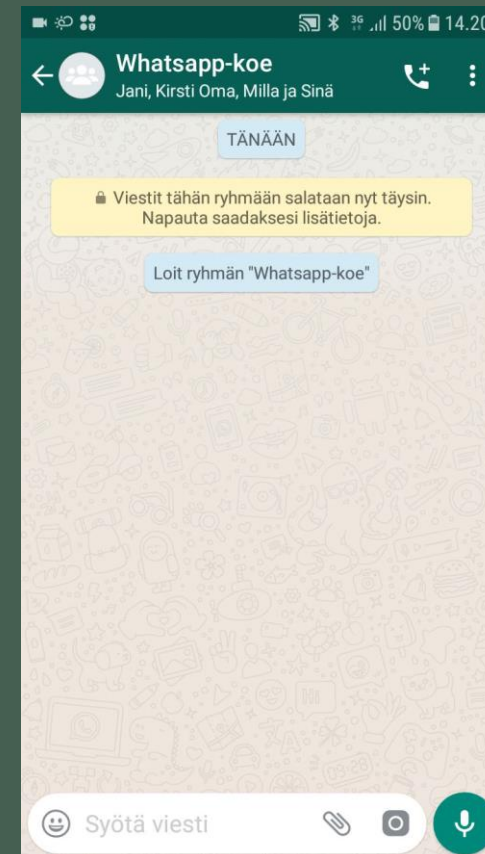 3G 50% 14.20
Whatsapp-koe
Jani, Kirsti Oma, Milla ja Sinä
TÄNÄÄN
Viestit tähän ryhmään salataan nyt täysin.
Napauta saadaksesi lisätietoja.
Loit ryhmän "Whatsapp-koe"
Syötä viesti